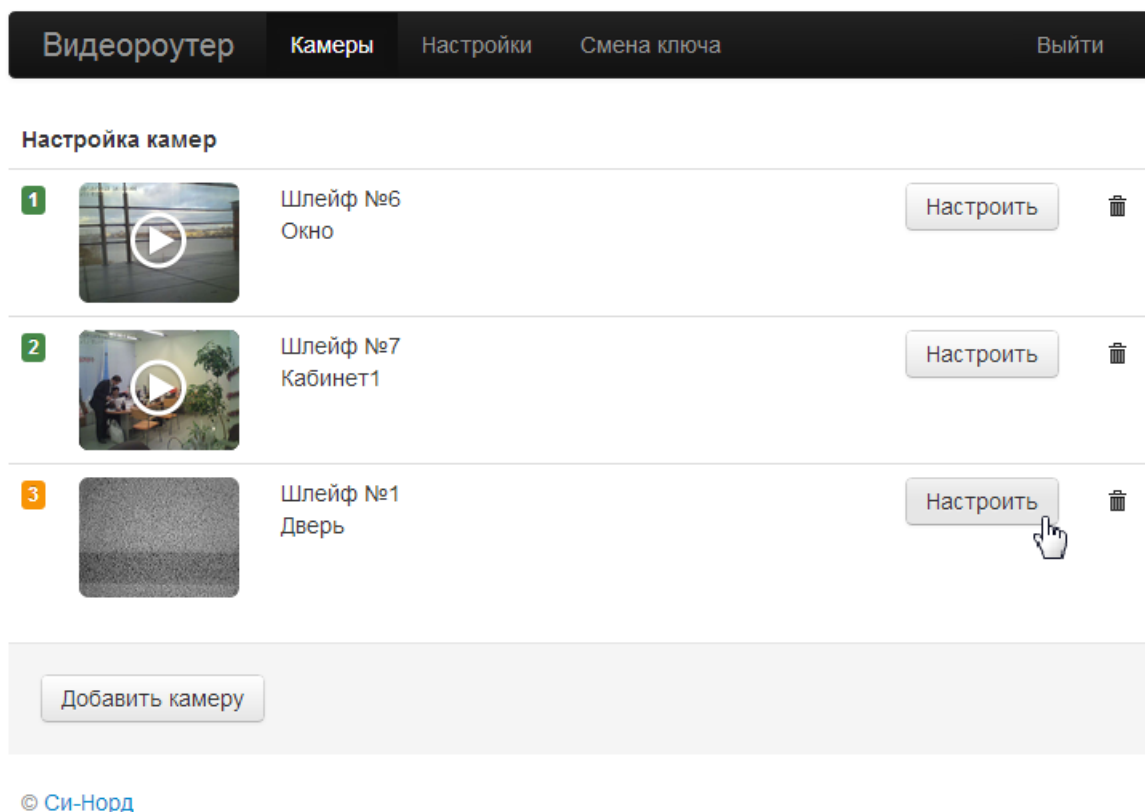 Видеороутер Камеры Настройки Смена ключа Выйти
Настройка камер
1 Шлейф №6 Настроить
Окно
2 Шлейф №7 Настроить
Кабинет1
3 Шлейф №1 Настроить
Дверь
Добавить камеру
© Си-Норд